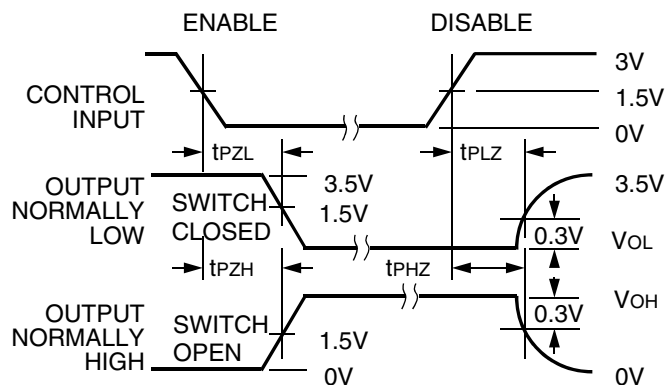 ENABLE DISABLE
3V
CONTROL
INPUT
1.5V
0V
tPZL tPLZ
OUTPUT
NORMALLY
LOW
SWITCH
CLOSED
3.5V
1.5V
3.5V
0.3V
VOL
tPZH tPHZ
OUTPUT
NORMALLY
HIGH
SWITCH
OPEN
1.5V
0V
VOH
0.3V
0V